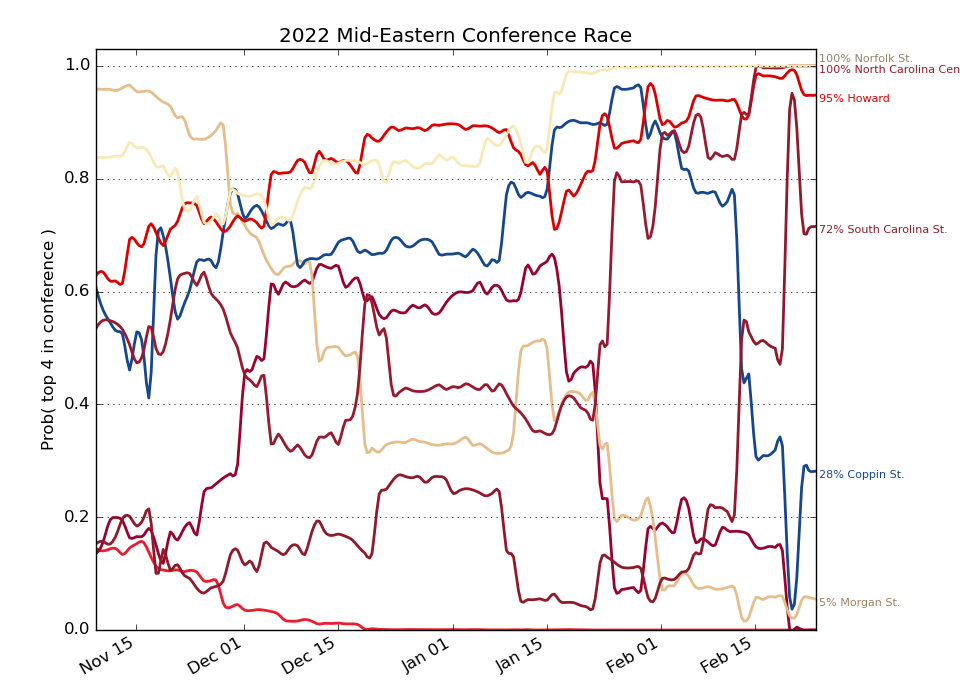 2022 Mid-Eastern Conference Race
Prob( top 4 in conference )
1.0
0.8
0.6
0.4
0.2
0.0
Nov 15
Dec 01
Dec 15
Jan 01
Jan 15
Feb 01
Feb 15
100% Norfolk St.
100% North Carolina Cen
95% Howard
72% South Carolina St.
28% Coppin St.
5% Morgan St.